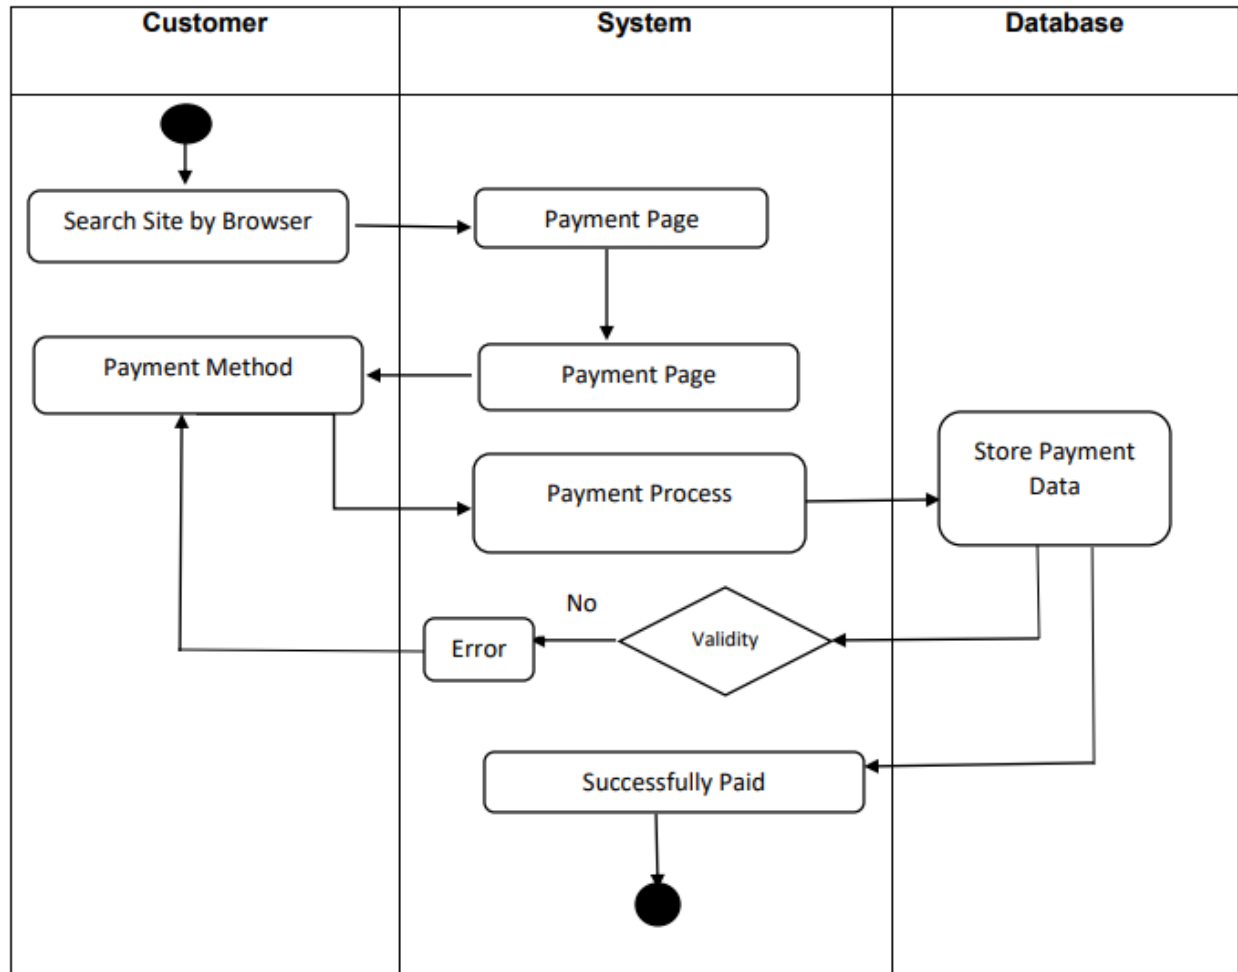 Customer
System
Database
Search Site by Browser
Payment Page
Payment Method
Payment Page
Payment Process
Store Payment
Data
No
Error
Validity
Successfully Paid